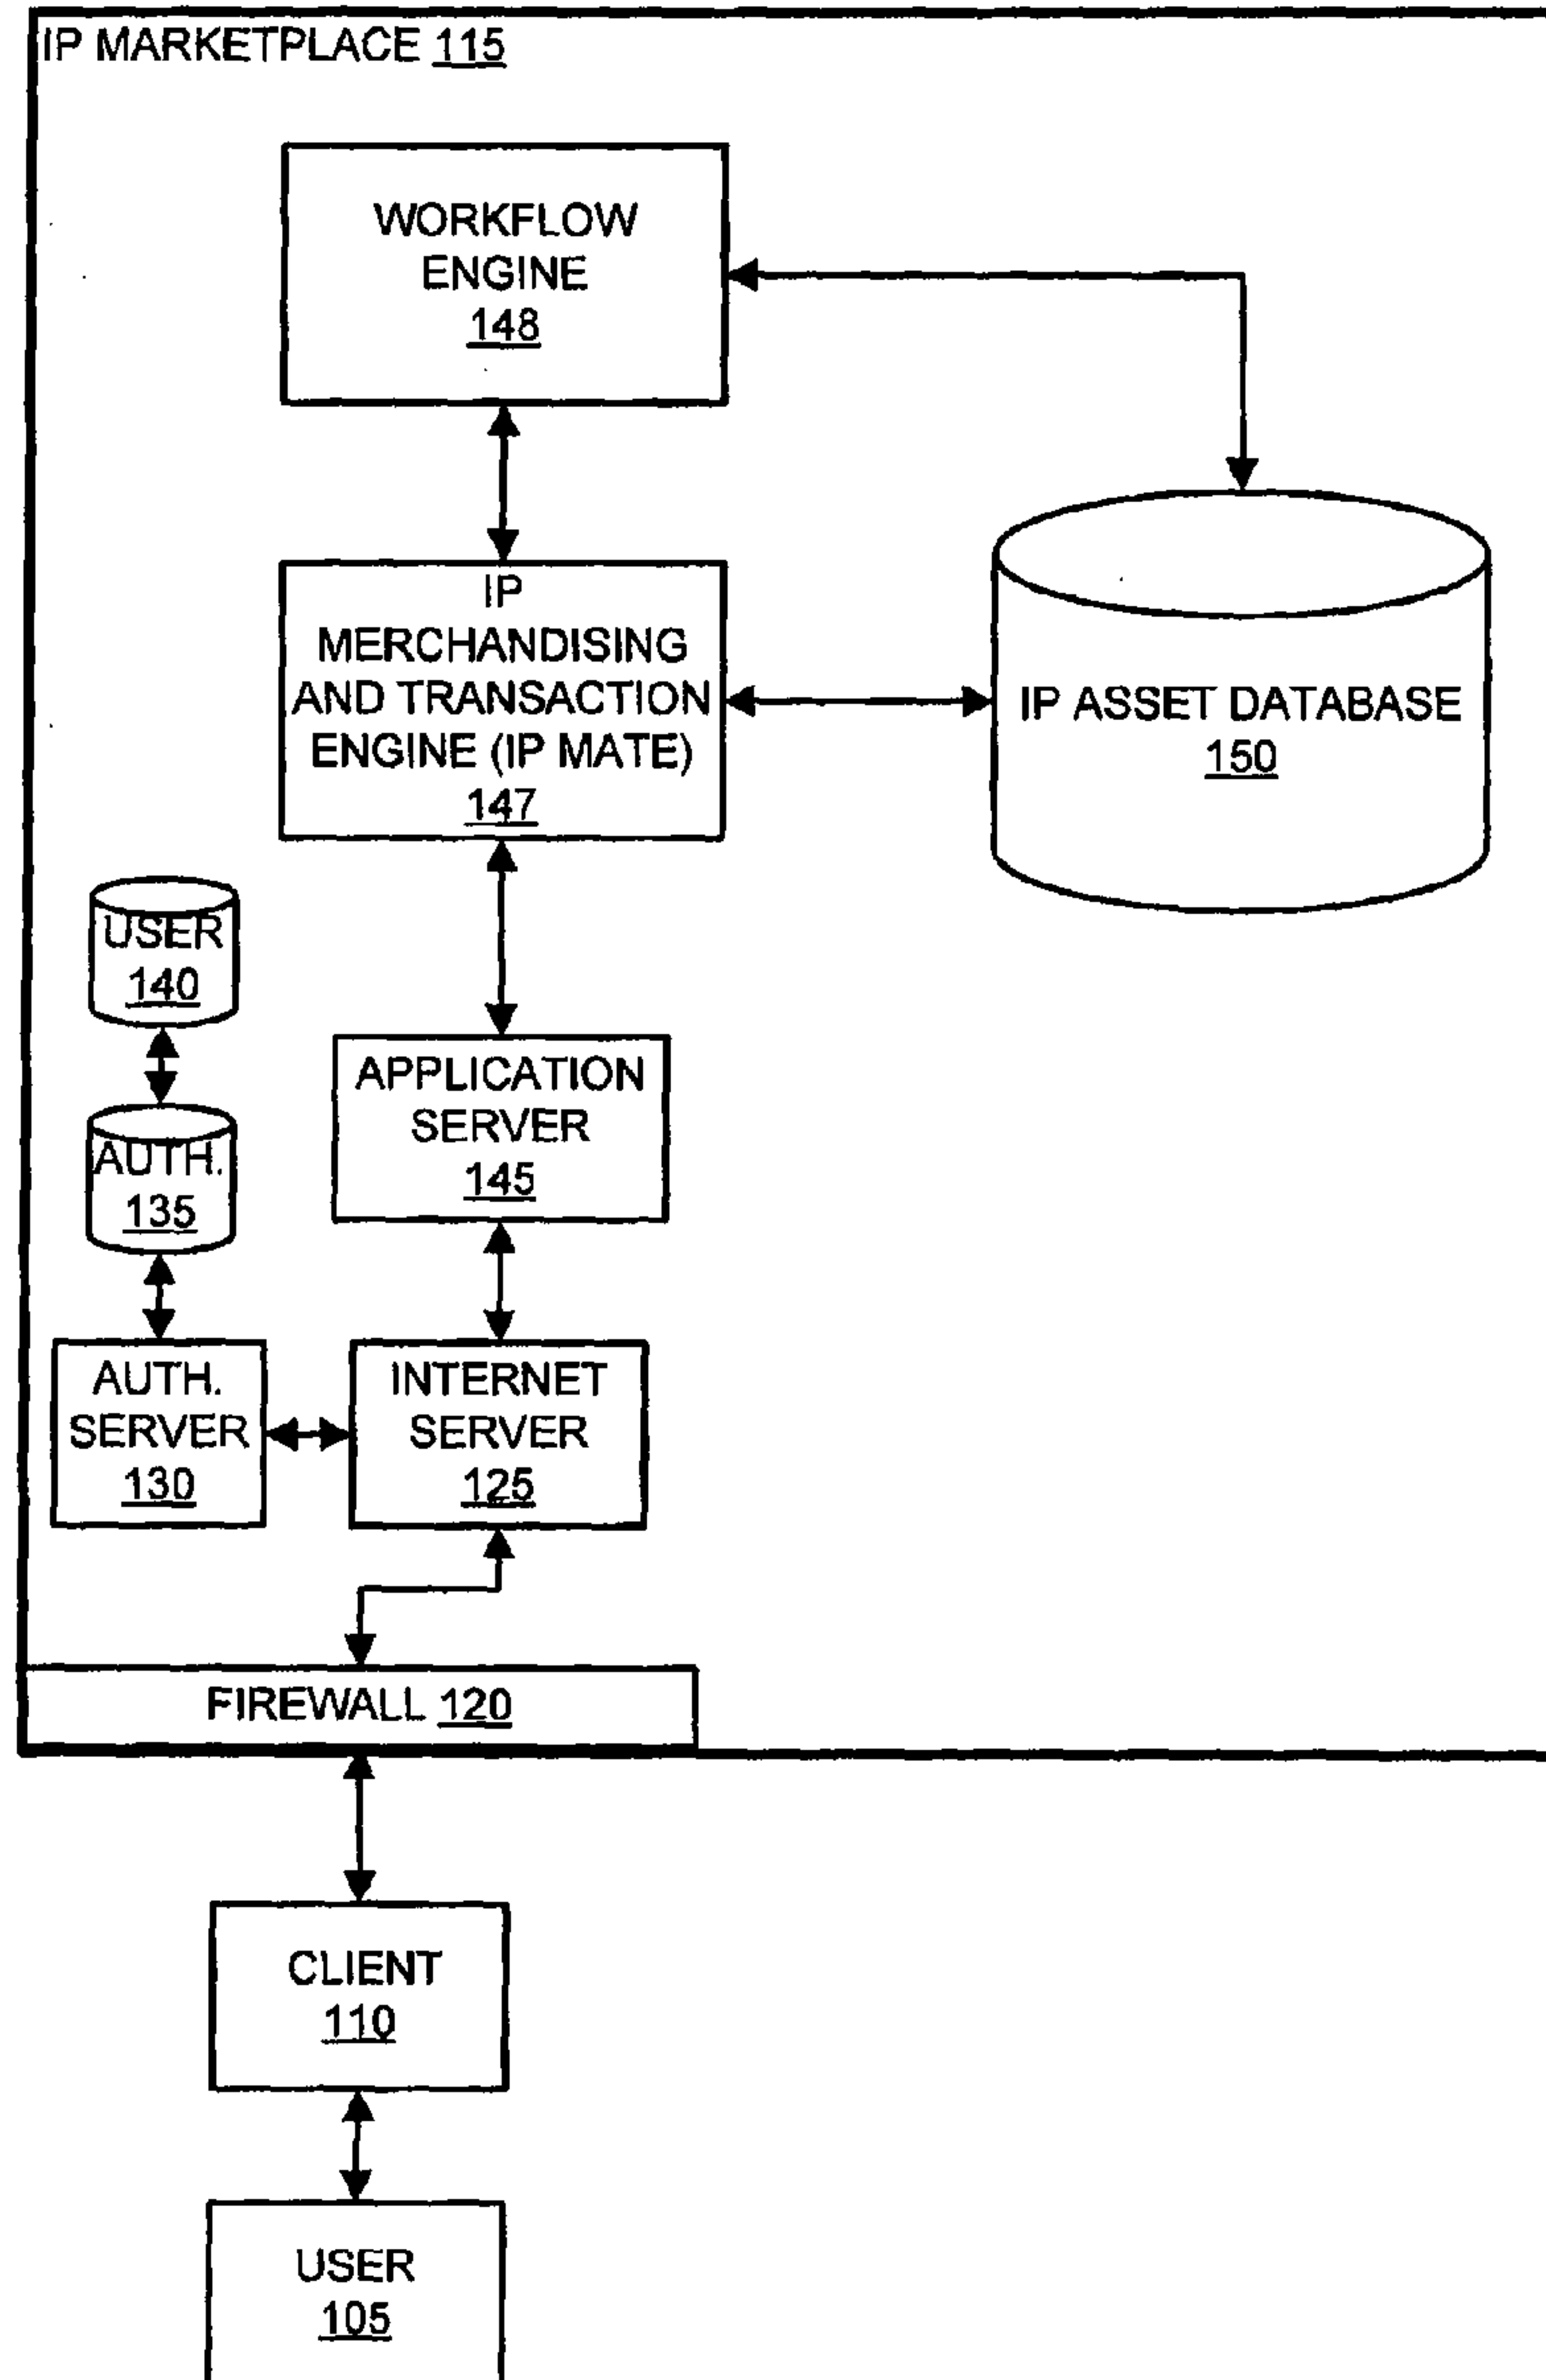 IP MARKETPLACE 115
WORKFLOW
ENGINE
148
IP
MERCHANDISING
AND TRANSACTION
ENGINE (IP MATE)
147
IP ASSET DATABASE
150
USER
140
APPLICATION
SERVER
145
AUTH.
135
AUTH.
SERVER
130
INTERNET
SERVER
125
FIREWALL 120
CLIENT
110
USER
105